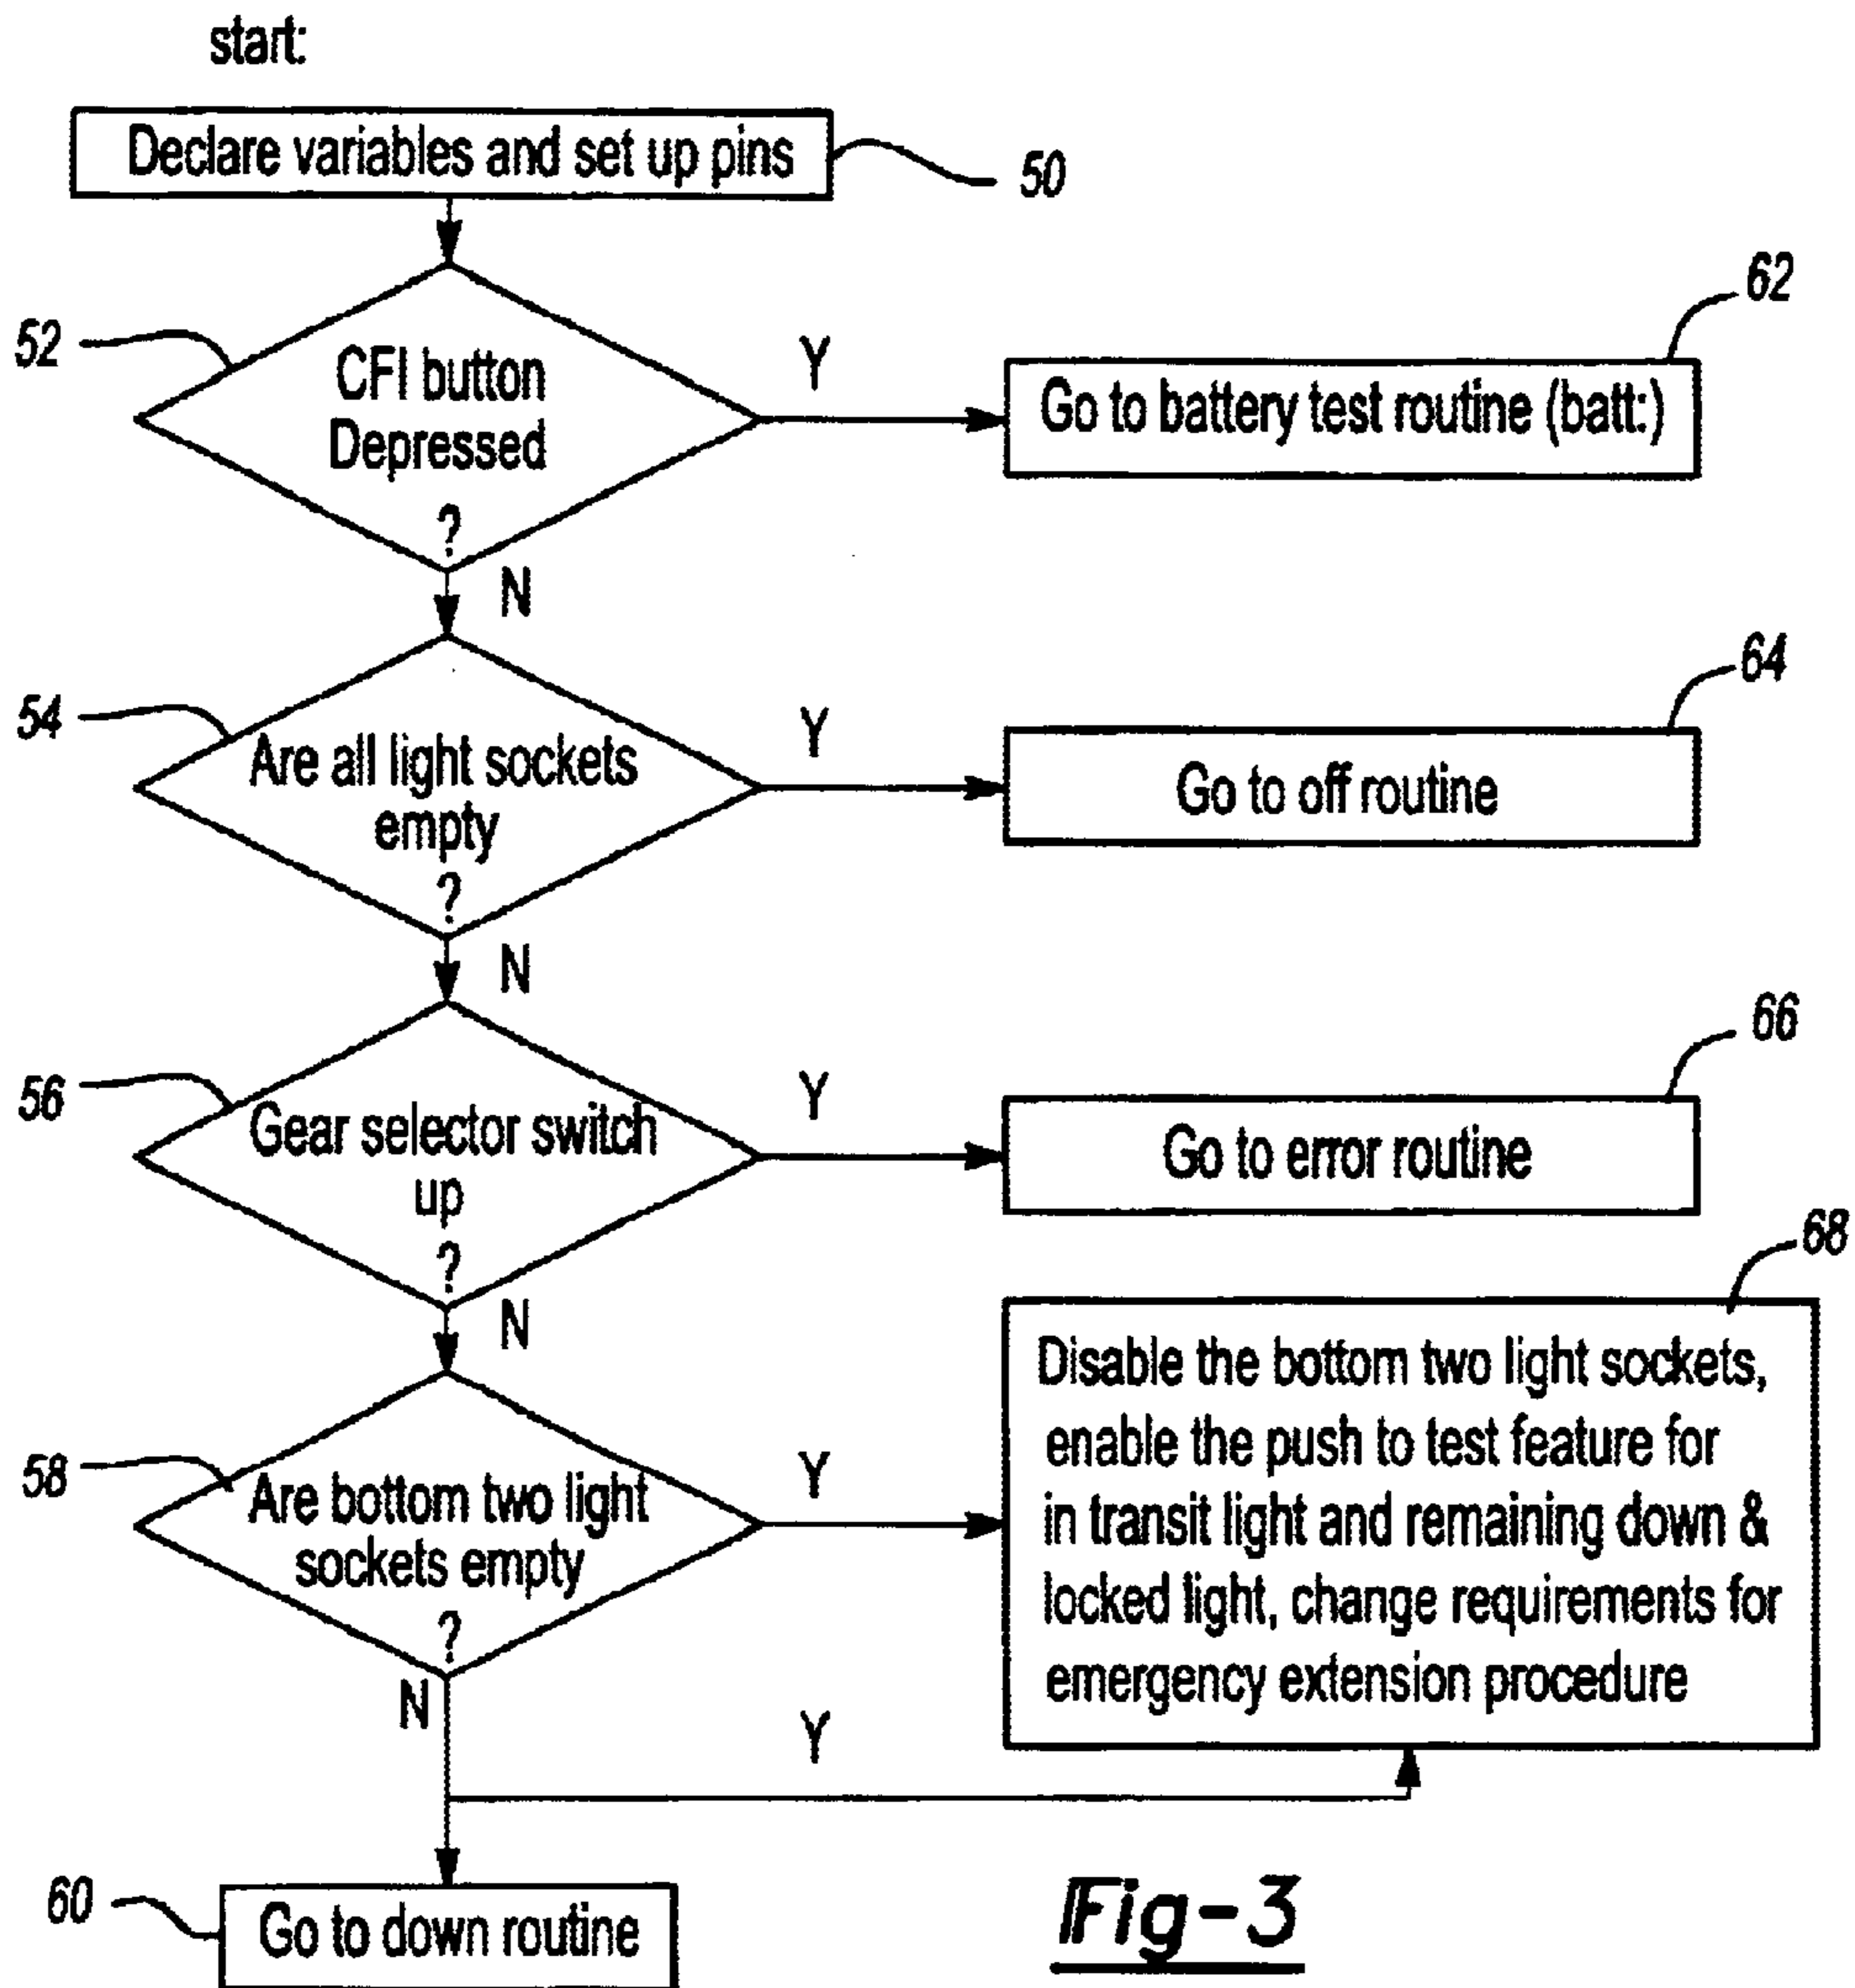 start:
Declare variables and set up pins
50
52
CFI button
Depressed
?
Y
62
Go to battery test routine (batt:)
N
54
Are all light sockets
empty
?
Y
64
Go to off routine
N
56
Gear selector switch
up
?
Y
66
Go to error routine
N
58
Are bottom two light
sockets empty
?
Y
68
Disable the bottom two light sockets,
enable the push to test feature for
in transit light and remaining down &
locked light, change requirements for
emergency extension procedure
N
Y
60
Go to down routine
Fig-3